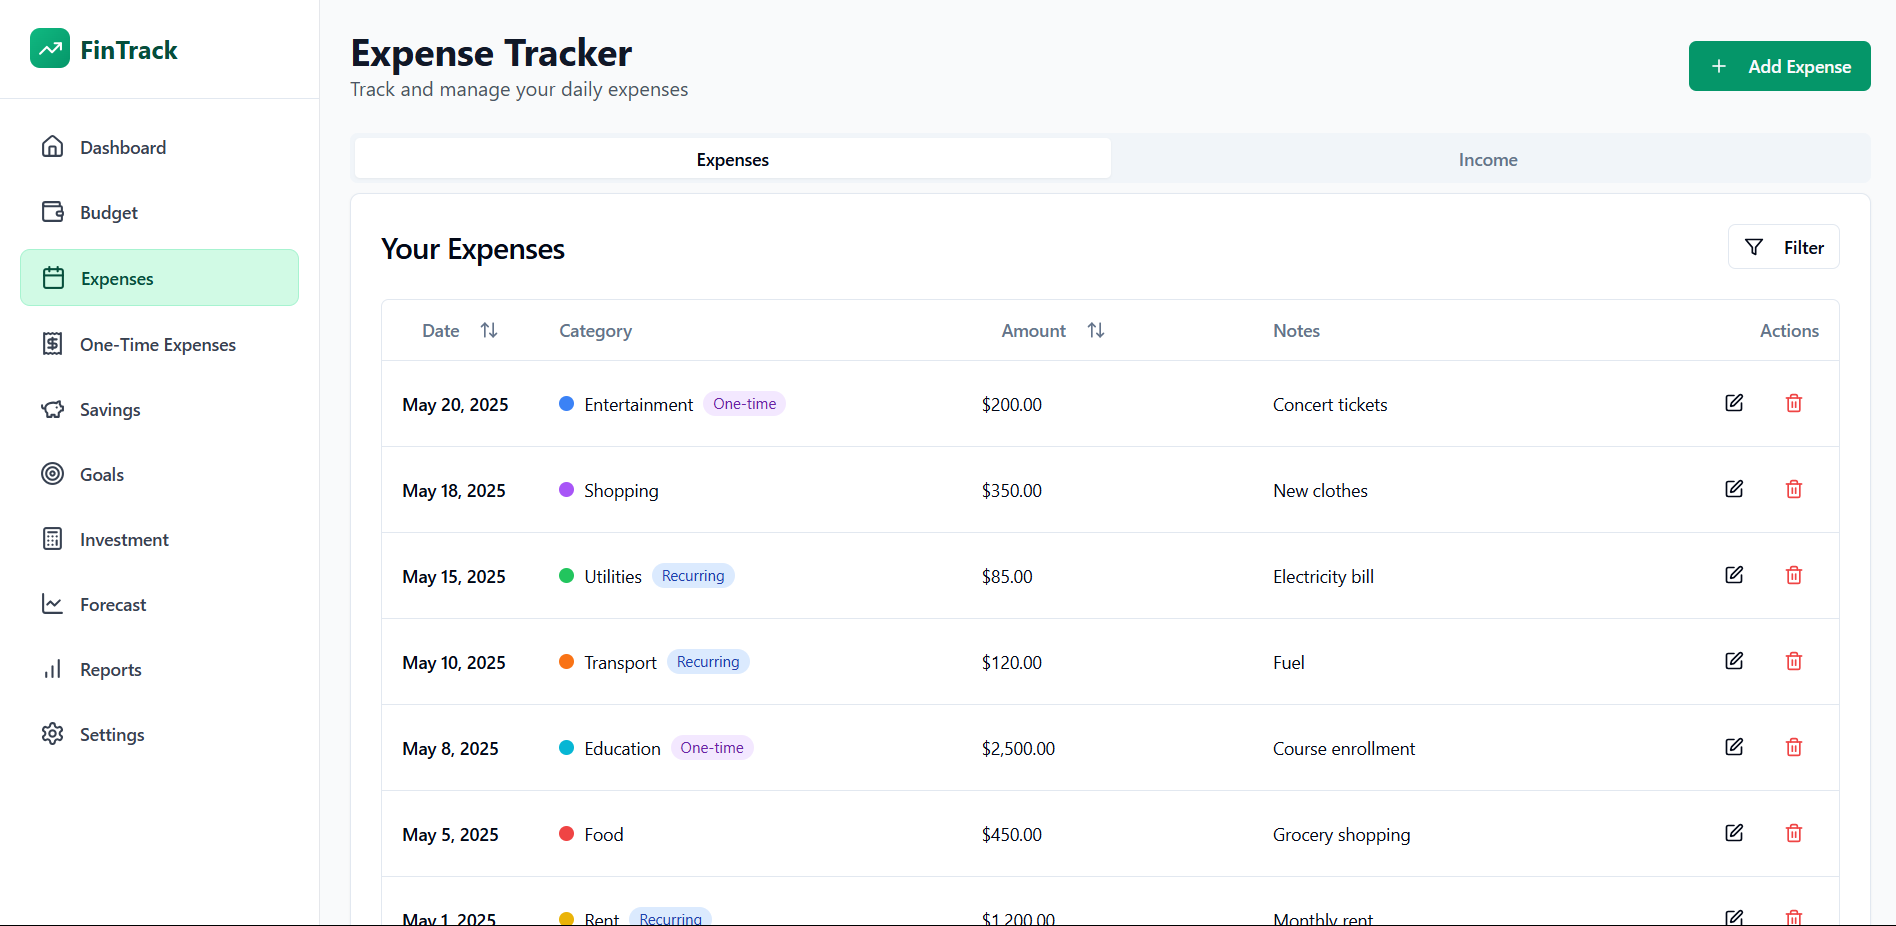 FinTrack
Dashboard
Budget
Expenses
One-Time Expenses
Savings
Goals
Investment
Forecast
Reports
Settings
Expense Tracker
Track and manage your daily expenses
+ Add Expense
Expenses Income
Your Expenses
Filter
Date Category Amount Notes Actions
May 20, 2025 Entertainment One-time $200.00 Concert tickets
May 18, 2025 Shopping $350.00 New clothes
May 15, 2025 Utilities Recurring $85.00 Electricity bill
May 10, 2025 Transport Recurring $120.00 Fuel
May 8, 2025 Education One-time $2,500.00 Course enrollment
May 5, 2025 Food $450.00 Grocery shopping
May 1, 2025 Rent Recurring $1,200.00 Monthly rent